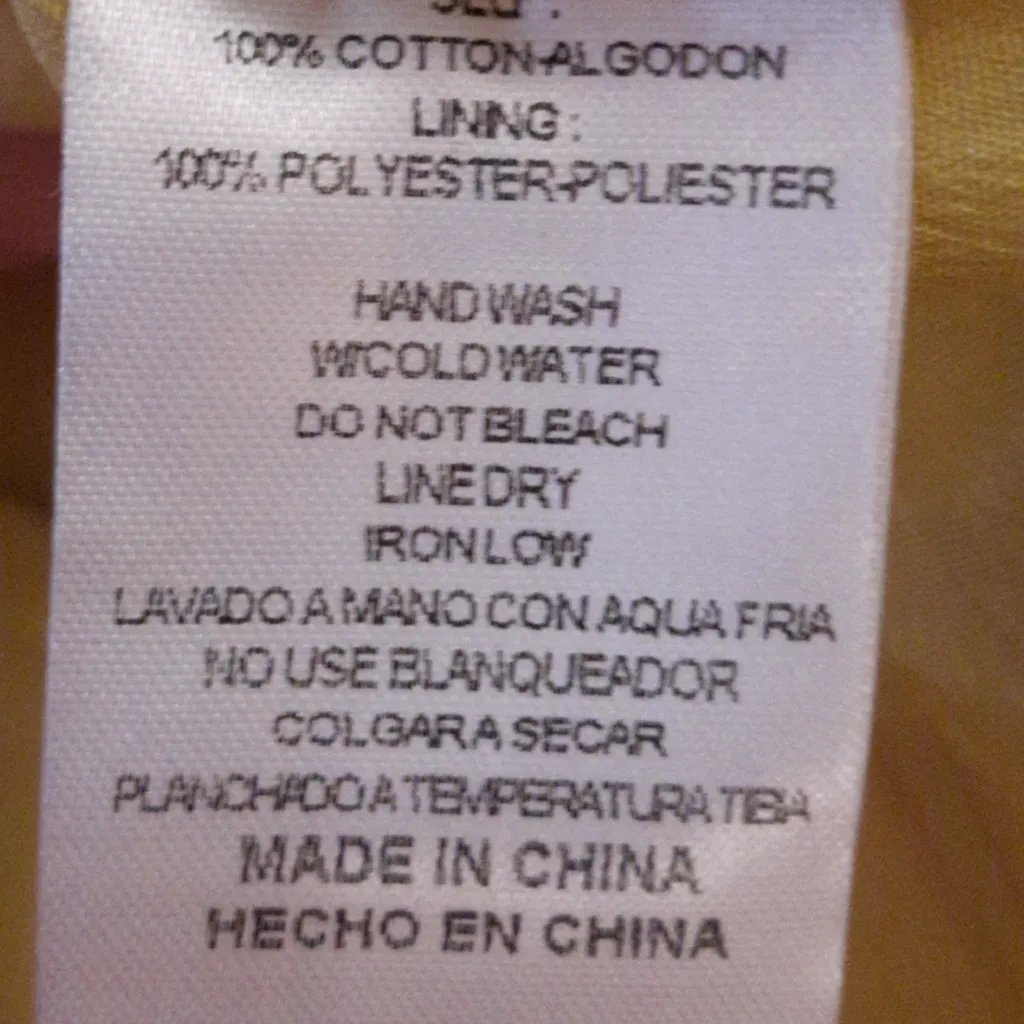 100% COTTON-ALGODON
LINING :
100% POLYESTER-POLIESTER
HAND WASH
W/COLD WATER
DO NOT BLEACH
LINE DRY
IRON LOW
LAVADO A MANO CON AQUA FRIA
NO USE BLANQUEADOR
COLGAR A SECAR
PLANCHADO A TEMPERATURA TIBA
MADE IN CHINA
HECHO EN CHINA